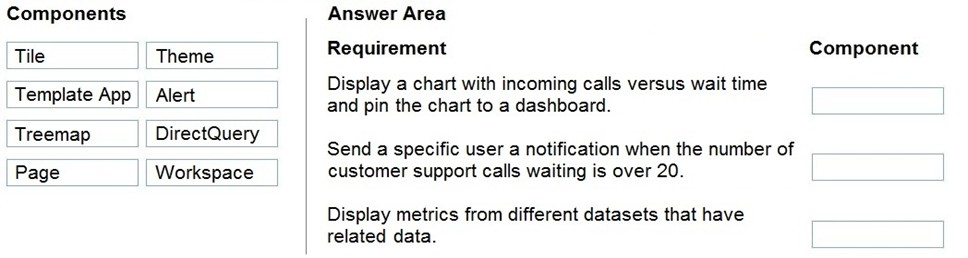 Components
Tile
Theme
Template App
Alert
Treemap
DirectQuery
Page
Workspace
Answer Area
Requirement
Component
Display a chart with incoming calls versus wait time
and pin the chart to a dashboard.
Send a specific user a notification when the number of
customer support calls waiting is over 20.
Display metrics from different datasets that have
related data.